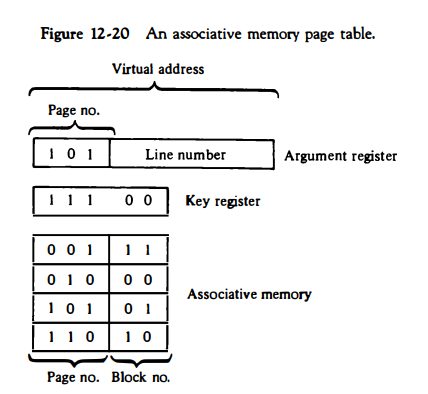 Figure 12-20 An associative memory page table.
Virtual address
Page no.
1 0 1 Line number Argument register
1 1 1 0 0 Key register
0 0 1 1 1
0 1 0 0 0
Associative memory
1 0 1 0 1
1 1 0 1 0
Page no. Block no.